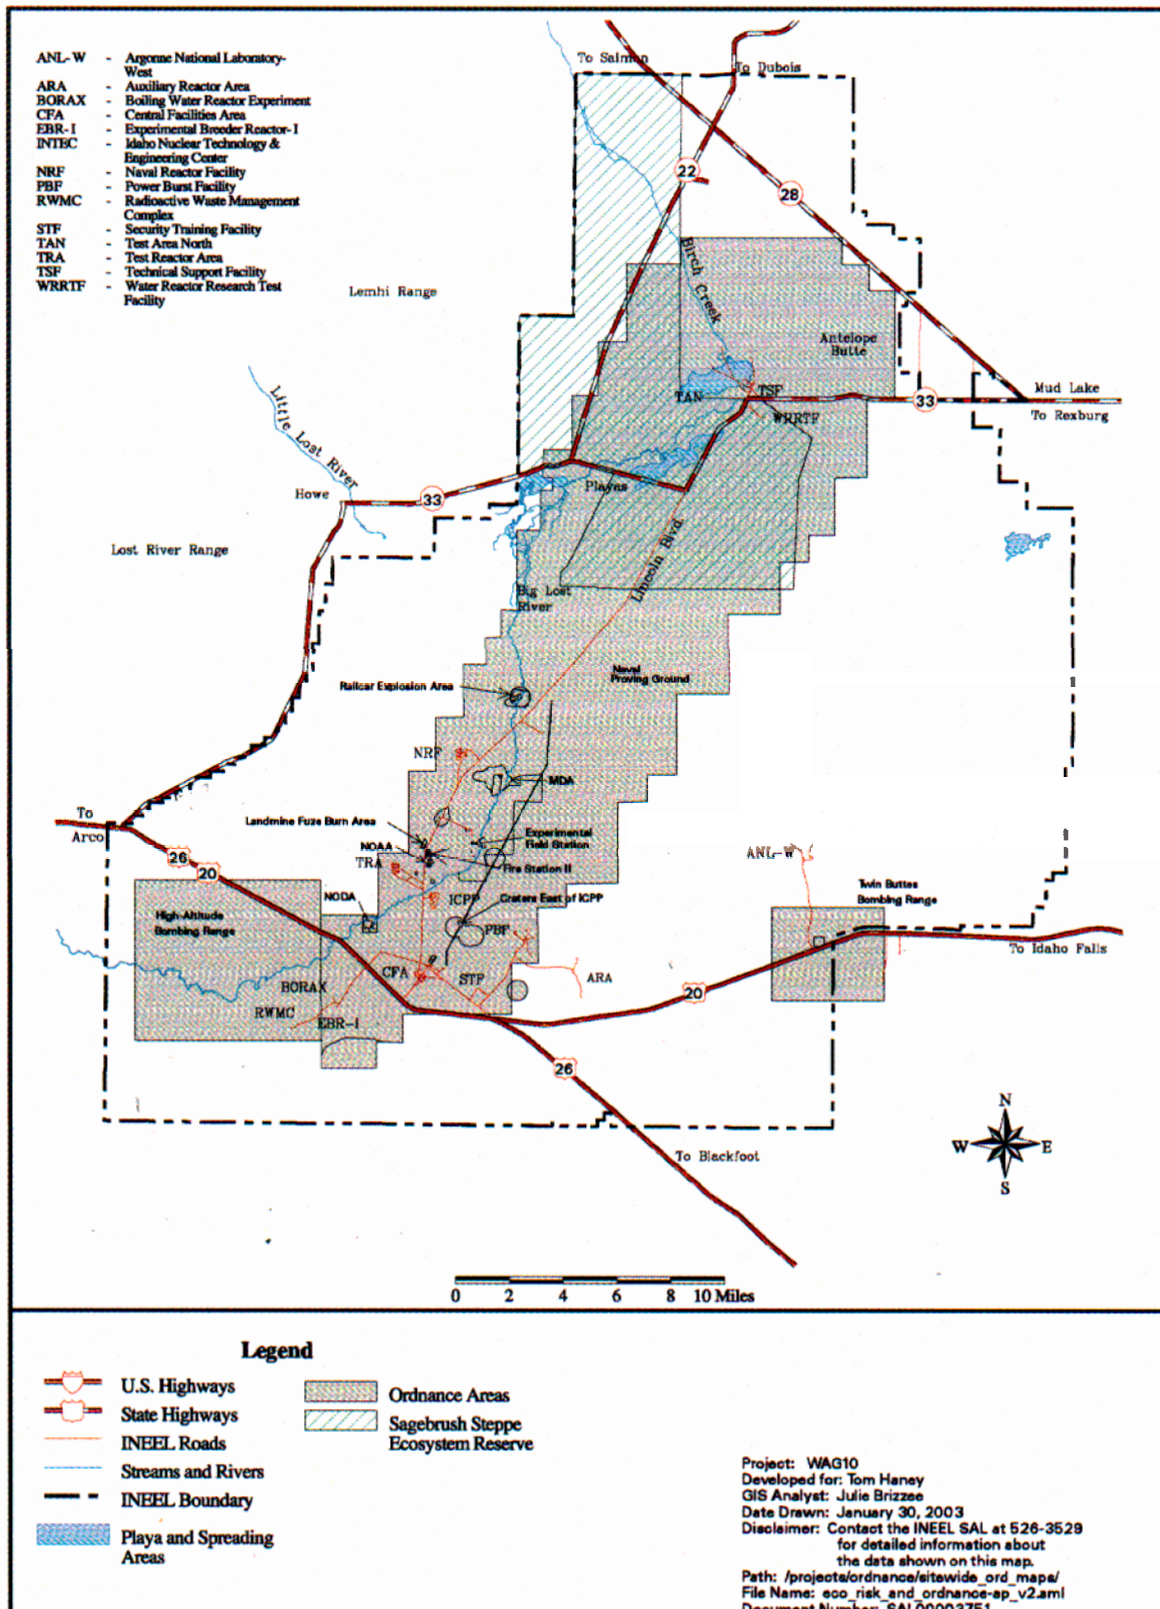 ANL-W - Argonne National Laboratory-
West
ARA - Auxiliary Reactor Area
BORAX - Boiling Water Reactor Experiment
CFA - Central Facilities Area
EBR-I - Experimental Breeder Reactor-I
INTEC - Idaho Nuclear Technology &
Engineering Center
NRF - Naval Reactor Facility
PBF - Power Burst Facility
RWMC - Radioactive Waste Management
Complex
STF - Security Training Facility
TAN - Test Area North
TRA - Test Reactor Area
TSF - Technical Support Facility
WRRTF - Water Reactor Research Test
Facility
To Salmon
To Dubois
22
28
Birch Creek
Lemhi Range
Antelope
Butte
Little Lost River
TAN
TSF
WRRTF
33
Mud Lake
To Rexburg
Howe
33
Playas
Lost River Range
Lincoln Blvd.
Big Lost
River
Naval
Proving Ground
Railcar Explosion Area
NRF
MDA
To
Arco
Landmine Fuze Burn Area
Experimental
Field Station
NOAA
TRA
Fire Station II
ANL-W
26
20
NODA
ICPP
Craters East of ICPP
Twin Buttes
Bombing Range
High-Altitude
Bombing Range
PBF
To Idaho Falls
CFA
STF
ARA
BORAX
RWMC
EBR-I
20
26
To Blackfoot
N
W E
S
0 2 4 6 8 10 Miles
Legend
U.S. Highways
State Highways
INEEL Roads
Streams and Rivers
INEEL Boundary
Playa and Spreading
Areas
Ordnance Areas
Sagebrush Steppe
Ecosystem Reserve
Project: WAG10
Developed for: Tom Haney
GIS Analyst: Julie Brizzee
Date Drawn: January 30, 2003
Disclaimer: Contact the INEEL SAL at 526-3529
for detailed information about
the data shown on this map.
Path: /projects/ordnance/sitewide_ord_maps/
File Name: eco_risk_and_ordnance-ap_v2.aml
Document Number: SAL00003751